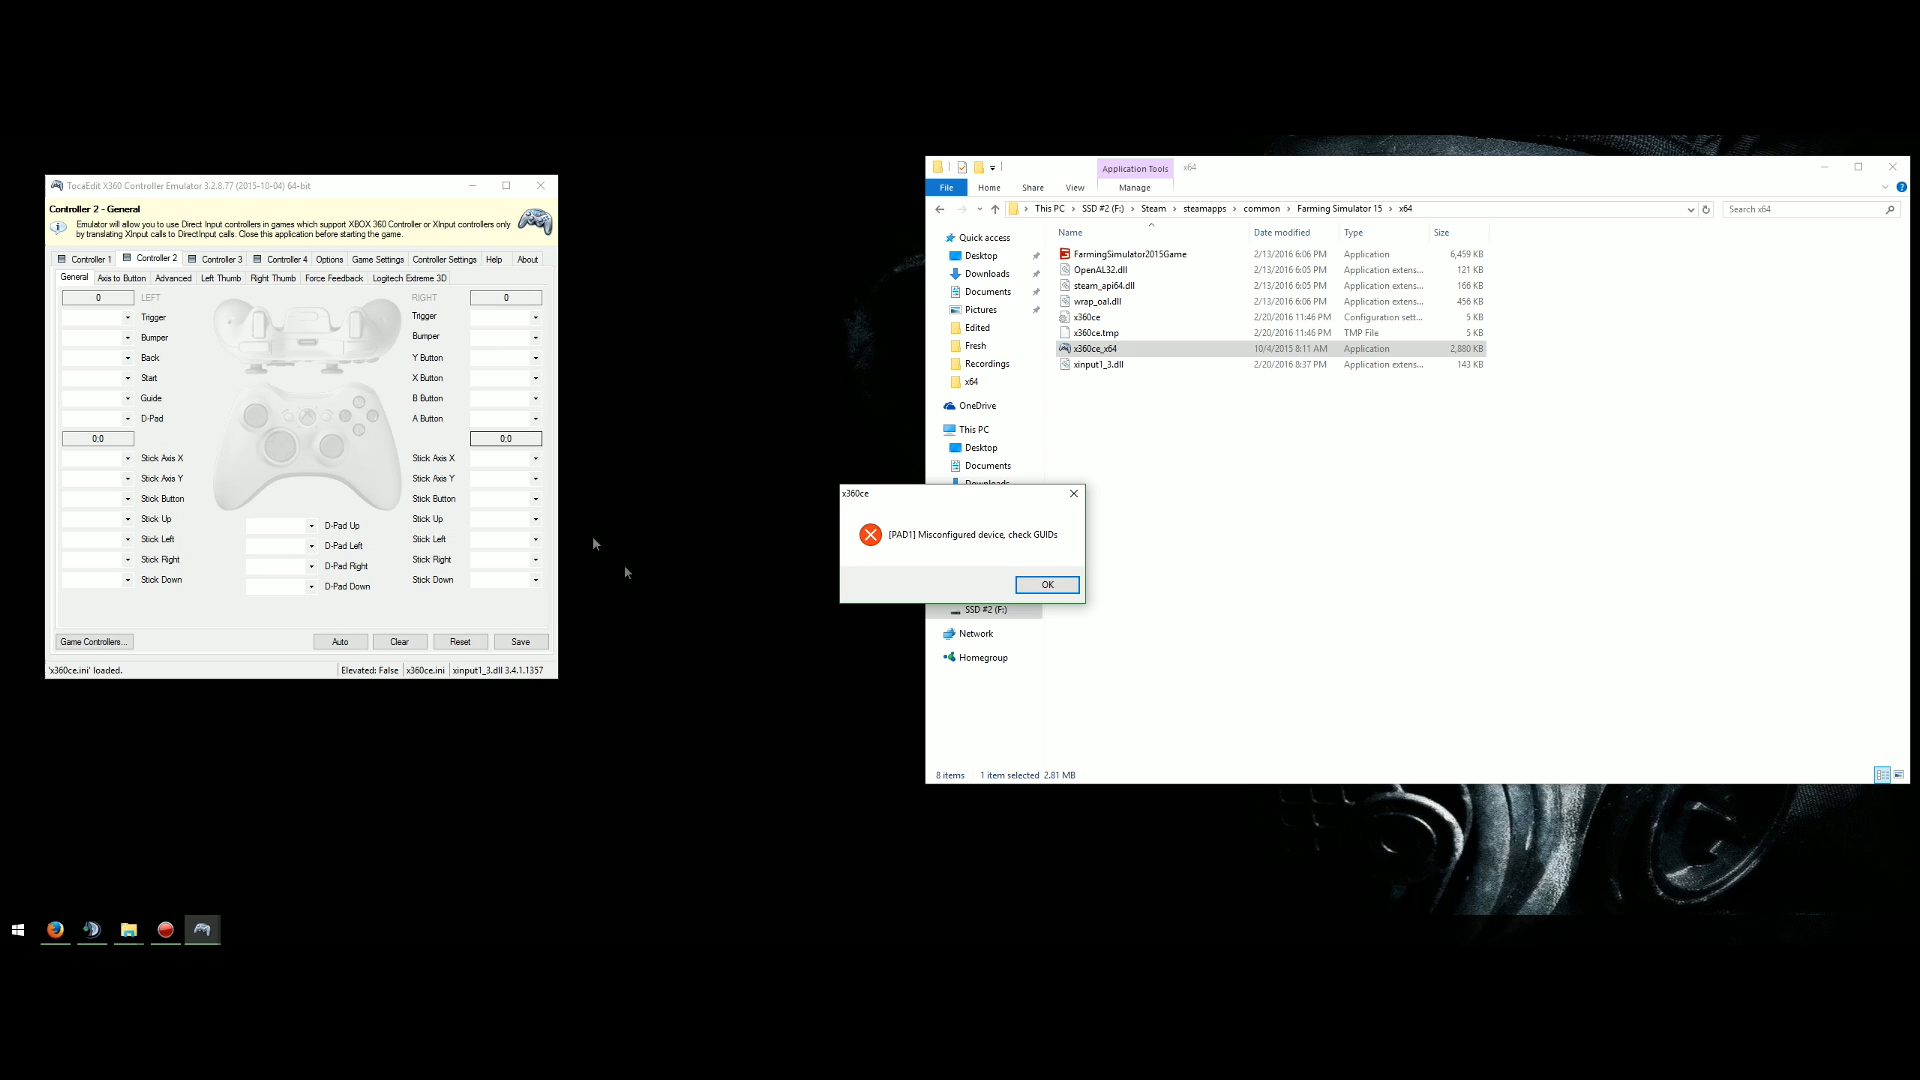 TocaEdit X360 Controller Emulator 3.2.8.77 (2015-10-04) 64-bit
Controller 2 - General
Emulator will allow you to use Direct Input controllers in games which support XBOX 360 Controller or XInput controllers only
by translating XInput calls to DirectInput calls. Close this application before starting the game.
Controller 1 Controller 2 Controller 3 Controller 4 Options Game Settings Controller Settings Help About
General Axis to Button Advanced Left Thumb Right Thumb Force Feedback Logitech Extreme 3D
0 LEFT RIGHT 0
Trigger Trigger
Bumper Bumper
Back Y Button
Start X Button
Guide B Button
D-Pad A Button
0:0 0:0
Stick Axis X Stick Axis X
Stick Axis Y Stick Axis Y
Stick Button Stick Button
Stick Up D-Pad Up Stick Up
Stick Left D-Pad Left Stick Left
Stick Right D-Pad Right Stick Right
Stick Down D-Pad Down Stick Down
Game Controllers... Auto Clear Reset Save
'x360ce.ini' loaded. Elevated: False x360ce.ini xinput1_3.dll 3.4.1.1357
x360ce
[PAD1] Misconfigured device, check GUIDs
OK
Application Tools x64
File Home Share View Manage
This PC SSD #2 (F:) Steam steamapps common Farming Simulator 15 x64 Search x64
Quick access
Desktop
Downloads
Documents
Pictures
Edited
Fresh
Recordings
x64
OneDrive
This PC
Desktop
Documents
Downloads
SSD #2 (F:)
Network
Homegroup
Name Date modified Type Size
FarmingSimulator2015Game 2/13/2016 6:06 PM Application 6,459 KB
OpenAL32.dll 2/13/2016 6:05 PM Application extens... 121 KB
steam_api64.dll 2/13/2016 6:05 PM Application extens... 166 KB
wrap_oal.dll 2/13/2016 6:06 PM Application extens... 456 KB
x360ce 2/20/2016 11:46 PM Configuration sett... 5 KB
x360ce.tmp 2/20/2016 11:46 PM TMP File 5 KB
x360ce_x64 10/4/2015 8:11 AM Application 2,880 KB
xinput1_3.dll 2/20/2016 8:37 PM Application extens... 143 KB
8 items 1 item selected 2.81 MB